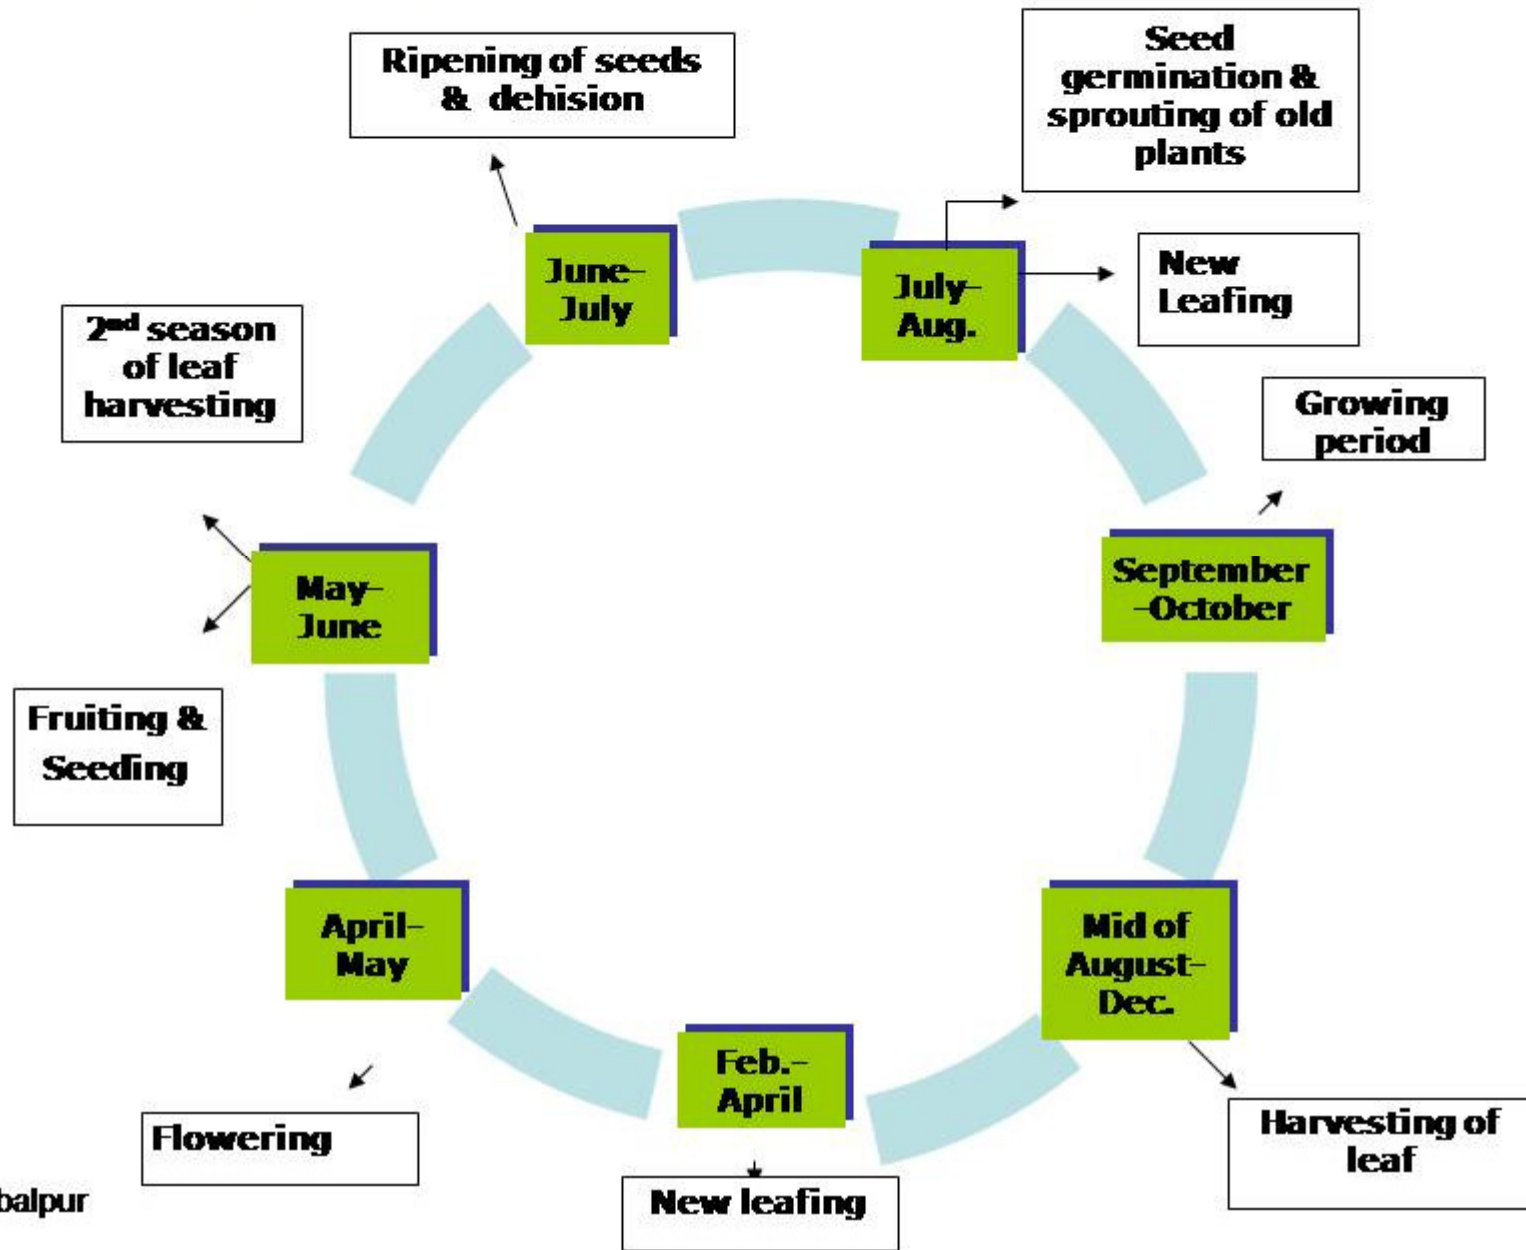 Ripening of seeds
& dehision
Seed
germination &
sprouting of old
plants
June-
July
July-
Aug.
New
Leafing
2nd season
of leaf
harvesting
Growing
period
May-
June
September
-October
Fruiting &
Seeding
April-
May
Mid of
August-
Dec.
Feb.-
April
Flowering
New leafing
Harvesting of
leaf